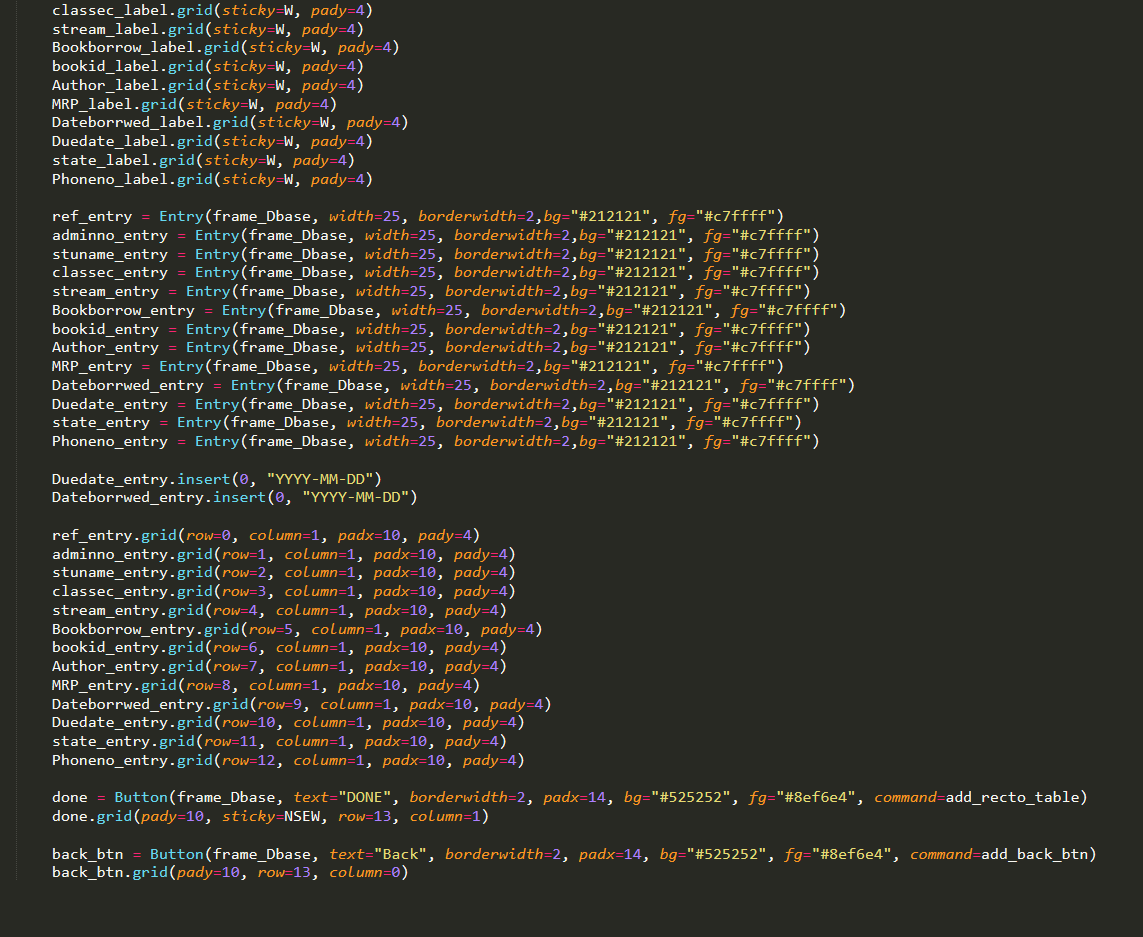 classec_label.grid(sticky=W, pady=4)
stream_label.grid(sticky=W, pady=4)
Bookborrow_label.grid(sticky=W, pady=4)
bookid_label.grid(sticky=W, pady=4)
Author_label.grid(sticky=W, pady=4)
MRP_label.grid(sticky=W, pady=4)
Dateborrwed_label.grid(sticky=W, pady=4)
Duedate_label.grid(sticky=W, pady=4)
state_label.grid(sticky=W, pady=4)
Phoneno_label.grid(sticky=W, pady=4)
ref_entry = Entry(frame_Dbase, width=25, borderwidth=2,bg="#212121", fg="#c7ffff")
adminno_entry = Entry(frame_Dbase, width=25, borderwidth=2,bg="#212121", fg="#c7ffff")
stuname_entry = Entry(frame_Dbase, width=25, borderwidth=2,bg="#212121", fg="#c7ffff")
classec_entry = Entry(frame_Dbase, width=25, borderwidth=2,bg="#212121", fg="#c7ffff")
stream_entry = Entry(frame_Dbase, width=25, borderwidth=2,bg="#212121", fg="#c7ffff")
Bookborrow_entry = Entry(frame_Dbase, width=25, borderwidth=2,bg="#212121", fg="#c7ffff")
bookid_entry = Entry(frame_Dbase, width=25, borderwidth=2,bg="#212121", fg="#c7ffff")
Author_entry = Entry(frame_Dbase, width=25, borderwidth=2,bg="#212121", fg="#c7ffff")
MRP_entry = Entry(frame_Dbase, width=25, borderwidth=2,bg="#212121", fg="#c7ffff")
Dateborrwed_entry = Entry(frame_Dbase, width=25, borderwidth=2,bg="#212121", fg="#c7ffff")
Duedate_entry = Entry(frame_Dbase, width=25, borderwidth=2,bg="#212121", fg="#c7ffff")
state_entry = Entry(frame_Dbase, width=25, borderwidth=2,bg="#212121", fg="#c7ffff")
Phoneno_entry = Entry(frame_Dbase, width=25, borderwidth=2,bg="#212121", fg="#c7ffff")
Duedate_entry.insert(0, "YYYY-MM-DD")
Dateborrwed_entry.insert(0, "YYYY-MM-DD")
ref_entry.grid(row=0, column=1, padx=10, pady=4)
adminno_entry.grid(row=1, column=1, padx=10, pady=4)
stuname_entry.grid(row=2, column=1, padx=10, pady=4)
classec_entry.grid(row=3, column=1, padx=10, pady=4)
stream_entry.grid(row=4, column=1, padx=10, pady=4)
Bookborrow_entry.grid(row=5, column=1, padx=10, pady=4)
bookid_entry.grid(row=6, column=1, padx=10, pady=4)
Author_entry.grid(row=7, column=1, padx=10, pady=4)
MRP_entry.grid(row=8, column=1, padx=10, pady=4)
Dateborrwed_entry.grid(row=9, column=1, padx=10, pady=4)
Duedate_entry.grid(row=10, column=1, padx=10, pady=4)
state_entry.grid(row=11, column=1, padx=10, pady=4)
Phoneno_entry.grid(row=12, column=1, padx=10, pady=4)
done = Button(frame_Dbase, text="DONE", borderwidth=2, padx=14, bg="#525252", fg="#8ef6e4", command=add_recto_table)
done.grid(pady=10, sticky=NSEW, row=13, column=1)
back_btn = Button(frame_Dbase, text="Back", borderwidth=2, padx=14, bg="#525252", fg="#8ef6e4", command=add_back_btn)
back_btn.grid(pady=10, row=13, column=0)